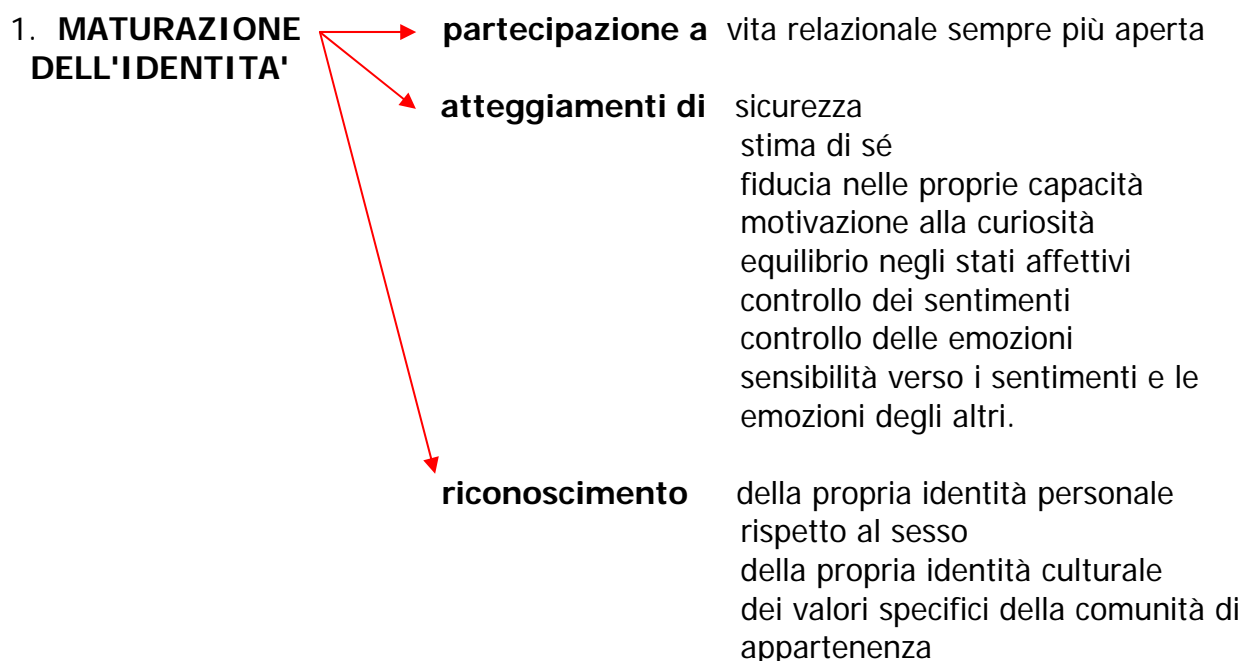 1. MATURAZIONE partecipazione a vita relazionale sempre più aperta
DELL'IDENTITA'
atteggiamenti di sicurezza
stima di sé
fiducia nelle proprie capacità
motivazione alla curiosità
equilibrio negli stati affettivi
controllo dei sentimenti
controllo delle emozioni
sensibilità verso i sentimenti e le
emozioni degli altri.
riconoscimento della propria identità personale
rispetto al sesso
della propria identità culturale
dei valori specifici della comunità di
appartenenza